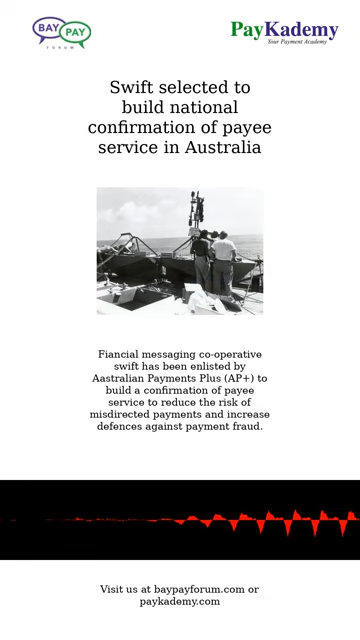 BAY
PAY
FORUM
PayKademy
Your Payment Academy
Swift selected to
build national
confirmation of payee
service in Australia
Fiancial messaging co-operative
swift has been enlisted by
Aastralian Payments Plus (AP+) to
build a confirmation of payee
service to reduce the risk of
misdirected payments and increase
defences against payment fraud.
Visit us at baypayforum.com or
paykademy.com